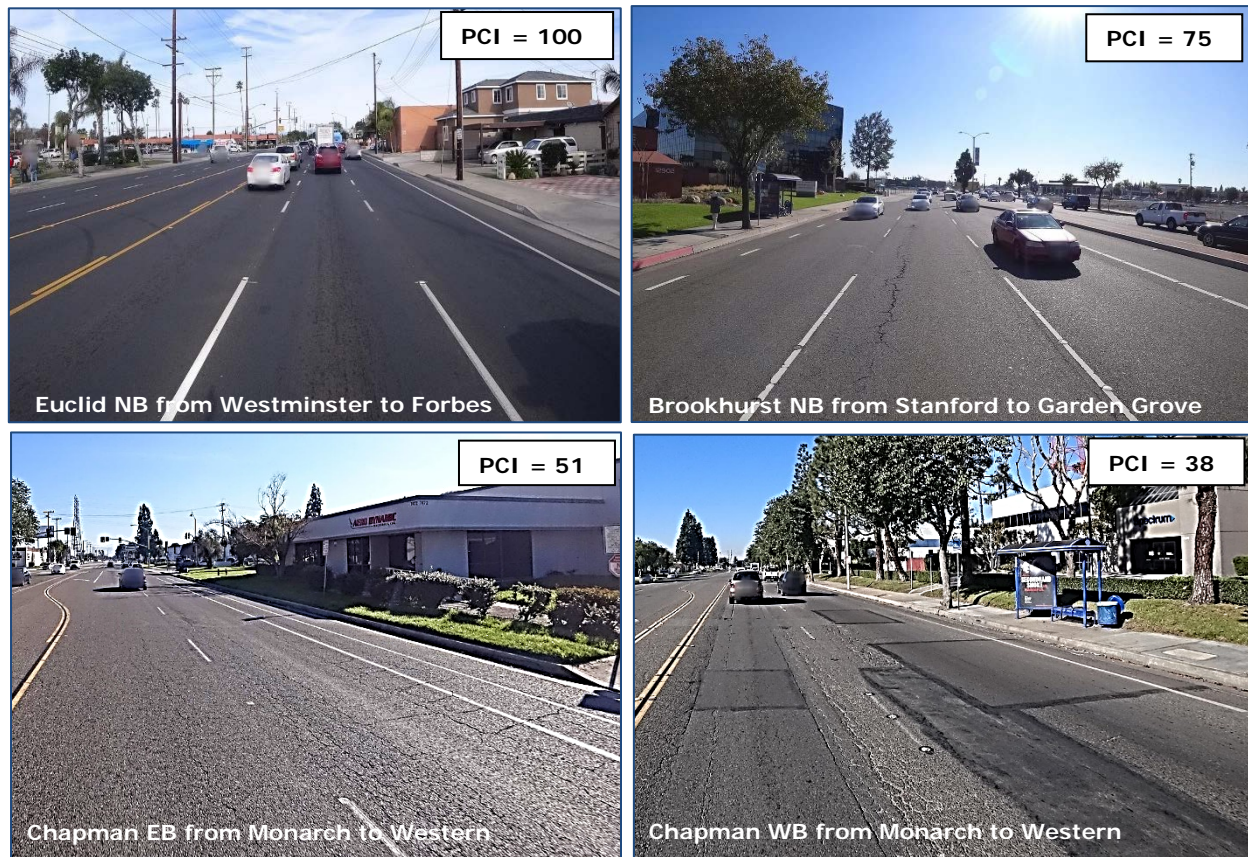 PCI = 100
Euclid NB from Westminster to Forbes
PCI = 75
Brookhurst NB from Stanford to Garden Grove
PCI = 51
Chapman EB from Monarch to Western
PCI = 38
Chapman WB from Monarch to Western